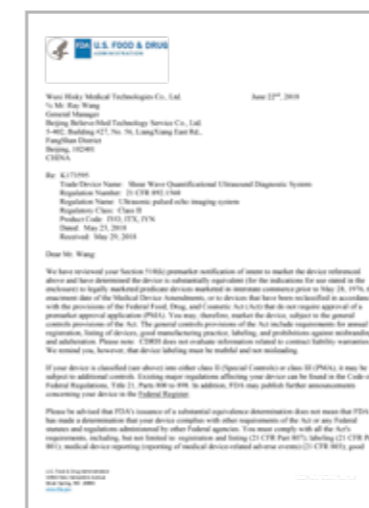 FDA U.S. FOOD & DRUG
ADMINISTRATION
Wuxi Hisky Medical Technologies Co., Ltd. June 22nd, 2018
℅ Mr. Ray Wang
General Manager
Beijing Believe-Med Technology Service Co., Ltd.
5-402, Building #27, No. 56, LiangXiang East Rd.,
FangShan District
Beijing, 102401
CHINA
Re: K173595
Trade/Device Name: Shear Wave Quantificational Ultrasound Diagnostic System
Regulation Number: 21 CFR 892.1560
Regulation Name: Ultrasonic pulsed echo imaging system
Regulatory Class: Class II
Product Code: IYO, ITX, IYN
Dated: May 23, 2018
Received: May 29, 2018
Dear Mr. Wang:
We have reviewed your Section 510(k) premarket notification of intent to market the device referenced
above and have determined the device is substantially equivalent (for the indications for use stated in the
enclosure) to legally marketed predicate devices marketed in interstate commerce prior to May 28, 1976, the
enactment date of the Medical Device Amendments, or to devices that have been reclassified in accordance
with the provisions of the Federal Food, Drug, and Cosmetic Act (Act) that do not require approval of a
premarket approval application (PMA). You may, therefore, market the device, subject to the general
controls provisions of the Act. The general controls provisions of the Act include requirements for annual
registration, listing of devices, good manufacturing practice, labeling, and prohibitions against misbranding
and adulteration. Please note: CDRH does not evaluate information related to contract liability warranties.
We remind you, however, that device labeling must be truthful and not misleading.
If your device is classified (see above) into either class II (Special Controls) or class III (PMA), it may be
subject to additional controls. Existing major regulations affecting your device can be found in the Code of
Federal Regulations, Title 21, Parts 800 to 898. In addition, FDA may publish further announcements
concerning your device in the Federal Register.
Please be advised that FDA's issuance of a substantial equivalence determination does not mean that FDA
has made a determination that your device complies with other requirements of the Act or any Federal
statutes and regulations administered by other Federal agencies. You must comply with all the Act's
requirements, including, but not limited to: registration and listing (21 CFR Part 807); labeling (21 CFR Part
801); medical device reporting (reporting of medical device-related adverse events) (21 CFR 803); good
U.S. Food & Drug Administration
10903 New Hampshire Avenue
Silver Spring, MD 20993
www.fda.gov